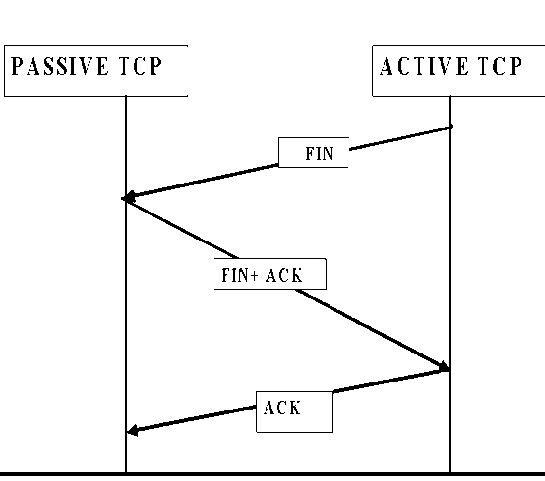 PASSIVE TCP
ACTIVE TCP
FIN
FIN+ ACK
ACK